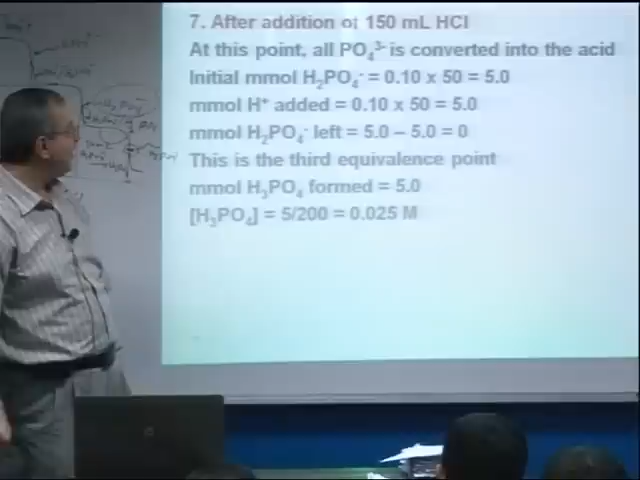 7. After addition of 150 mL HCl
At this point, all PO₄³⁻ is converted into the acid
Initial mmol H₂PO₄⁻ = 0.10 x 50 = 5.0
mmol H⁺ added = 0.10 x 50 = 5.0
mmol H₂PO₄⁻ left = 5.0 – 5.0 = 0
This is the third equivalence point
mmol H₃PO₄ formed = 5.0
[H₃PO₄] = 5/200 = 0.025 M